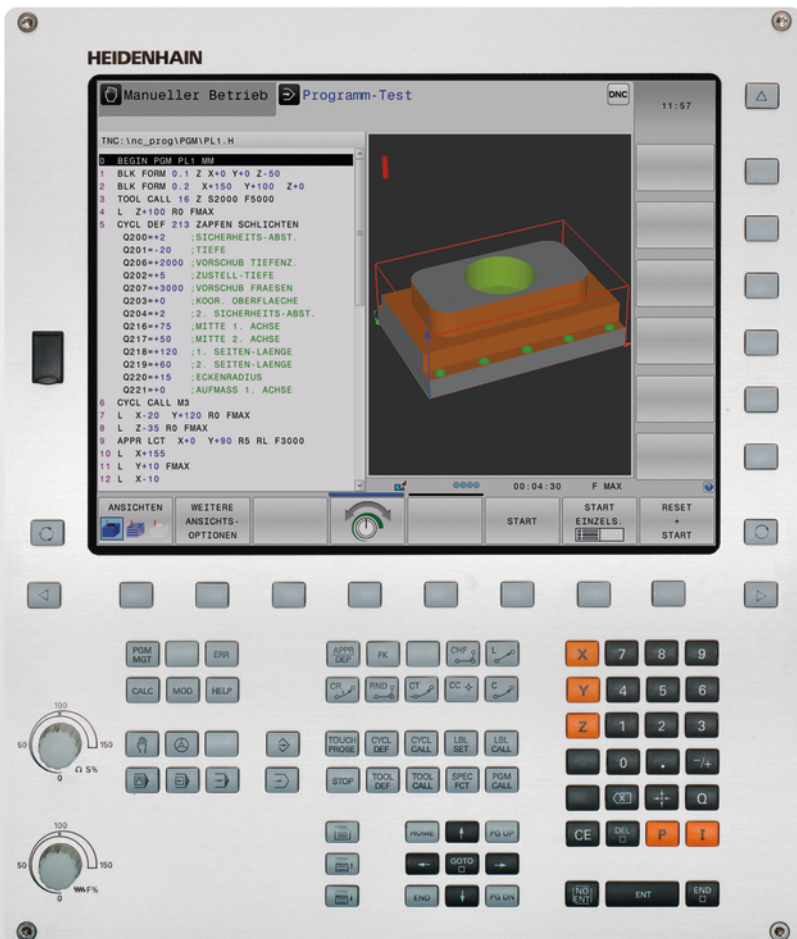 HEIDENHAIN
Manueller Betrieb
Programm-Test
DNC
11:57
TNC:\nc_prog\PGM\PL1.H
0 BEGIN PGM PL1 MM
1 BLK FORM 0.1 Z X+0 Y+0 Z-50
2 BLK FORM 0.2 X+150 Y+100 Z+0
3 TOOL CALL 16 Z S2000 F5000
4 L Z+100 R0 FMAX
5 CYCL DEF 213 ZAPFEN SCHLICHTEN
Q200=+2 ;SICHERHEITS-ABST.
Q201=-20 ;TIEFE
Q206=+2000 ;VORSCHUB TIEFENZ.
Q202=+5 ;ZUSTELL-TIEFE
Q207=+3000 ;VORSCHUB FRAESEN
Q203=+0 ;KOOR. OBERFLAECHE
Q204=+2 ;2. SICHERHEITS-ABST.
Q216=+75 ;MITTE 1. ACHSE
Q217=+50 ;MITTE 2. ACHSE
Q218=+120 ;1. SEITEN-LAENGE
Q219=+60 ;2. SEITEN-LAENGE
Q220=+15 ;ECKENRADIUS
Q221=+0 ;AUFMASS 1. ACHSE
6 CYCL CALL M3
7 L X-20 Y+120 R0 FMAX
8 L Z-35 R0 FMAX
9 APPR LCT X+0 Y+90 R5 RL F3000
10 L X+155
11 L Y+10 FMAX
12 L X-10
00:04:30 F MAX
ANSICHTEN
WEITERE
ANSICHTS-
OPTIONEN
START
START
EINZELS.
RESET
+
START
PGM
MGT
ERR
APPR
DEP
FK
CHF
L
X
7
8
9
CALC
MOD
HELP
CR
RND
CT
CC
C
Y
4
5
6
Z
1
2
3
100
50
150
0
S%
TOUCH
PROBE
CYCL
DEF
CYCL
CALL
LBL
SET
LBL
CALL
0
.
-/+
STOP
TOOL
DEF
TOOL
CALL
SPEC
FCT
PGM
CALL
X
Q
100
50
150
0
F%
HOME
PG UP
CE
DEL
P
I
GOTO
END
PG DN
NO
ENT
ENT
END